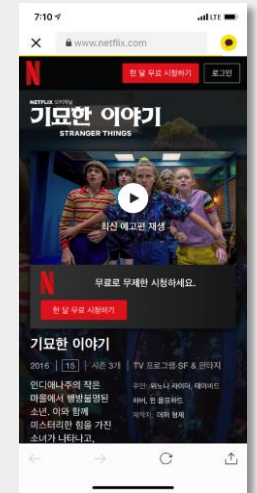 7:10
LTE
www.netflix.com
N
한 달 무료 시청하기
로그인
NETFLIX 오리지널
기묘한 이야기
STRANGER THINGS
최신 예고편 재생
N
무료로 무제한 시청하세요.
한 달 무료 시청하기
기묘한 이야기
2016 | 15 | 시즌 3개 | TV 프로그램·SF & 판타지
인디애나주의 작은
마을에서 행방불명된
소년. 이와 함께
미스터리한 힘을 가진
소녀가 나타나고,
주연: 위노나 라이더, 데이비드
하버, 핀 울프하드
제작자: 더퍼 형제